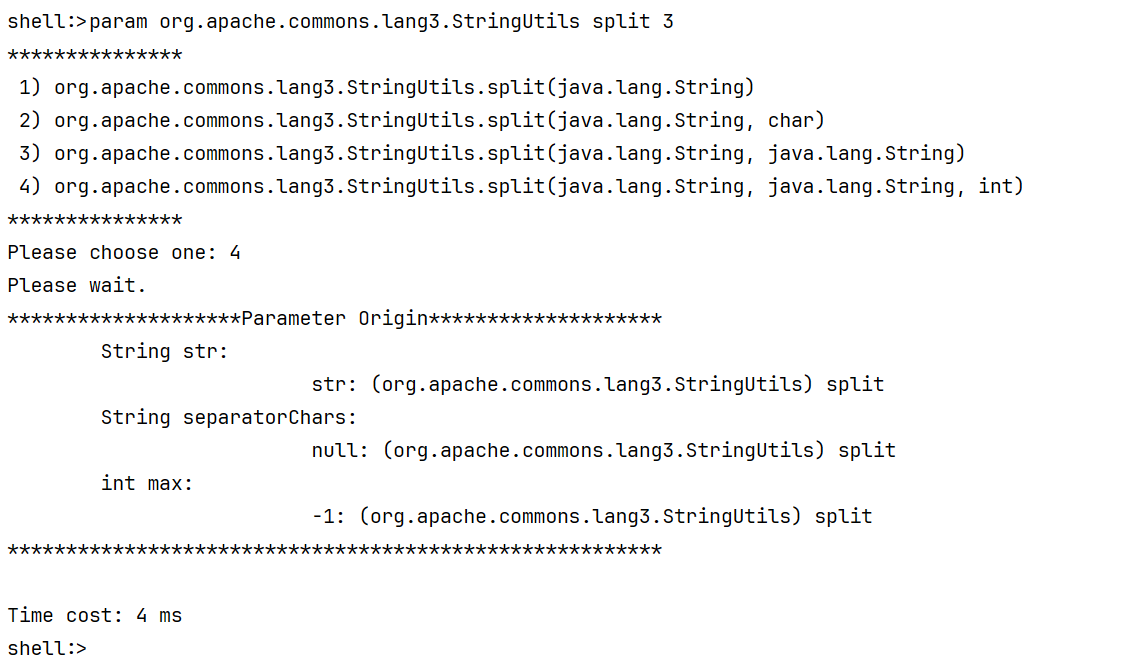 shell:>param org.apache.commons.lang3.StringUtils split 3
***************
 1) org.apache.commons.lang3.StringUtils.split(java.lang.String)
 2) org.apache.commons.lang3.StringUtils.split(java.lang.String, char)
 3) org.apache.commons.lang3.StringUtils.split(java.lang.String, java.lang.String)
 4) org.apache.commons.lang3.StringUtils.split(java.lang.String, java.lang.String, int)
***************
Please choose one: 4
Please wait.
********************Parameter Origin********************
        String str:
                          str: (org.apache.commons.lang3.StringUtils) split
        String separatorChars:
                          null: (org.apache.commons.lang3.StringUtils) split
        int max:
                          -1: (org.apache.commons.lang3.StringUtils) split
********************************************************

Time cost: 4 ms
shell:>